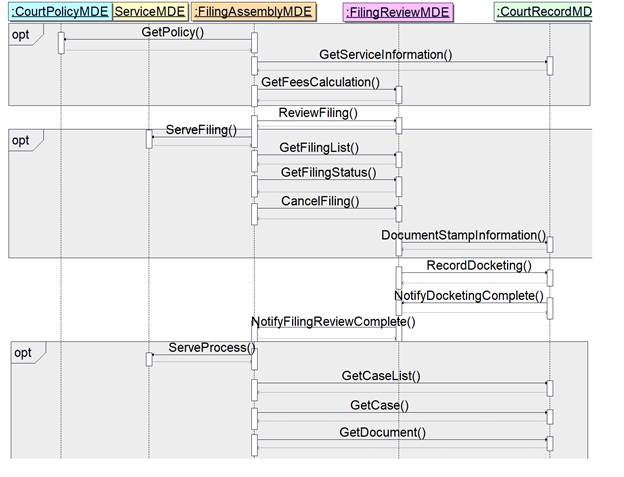 :CourtPolicyMDE ServiceMDE :FilingAssemblyMDE :FilingReviewMDE :CourtRecordMD
opt
GetPolicy()
GetServiceInformation()
GetFeesCalculation()
ReviewFiling()
opt
ServeFiling()
GetFilingList()
GetFilingStatus()
CancelFiling()
DocumentStampInformation()
RecordDocketing()
NotifyDocketingComplete()
NotifyFilingReviewComplete()
opt
ServeProcess()
GetCaseList()
GetCase()
GetDocument()